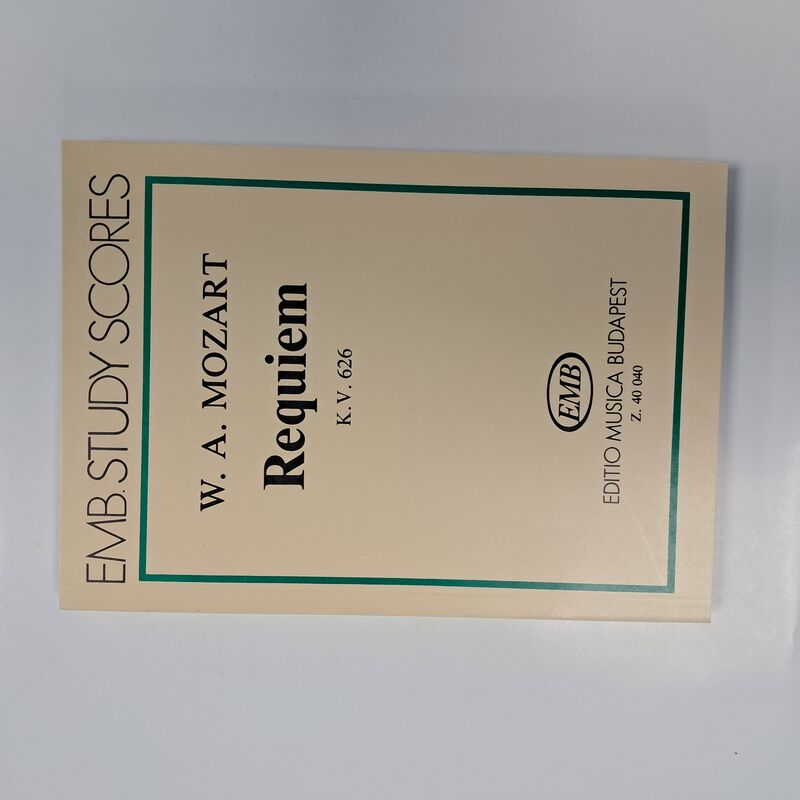 EMB. STUDY SCORES
W. A. MOZART
Requiem
K. V. 626
EMB
EDITIO MUSICA BUDAPEST
Z. 40 040